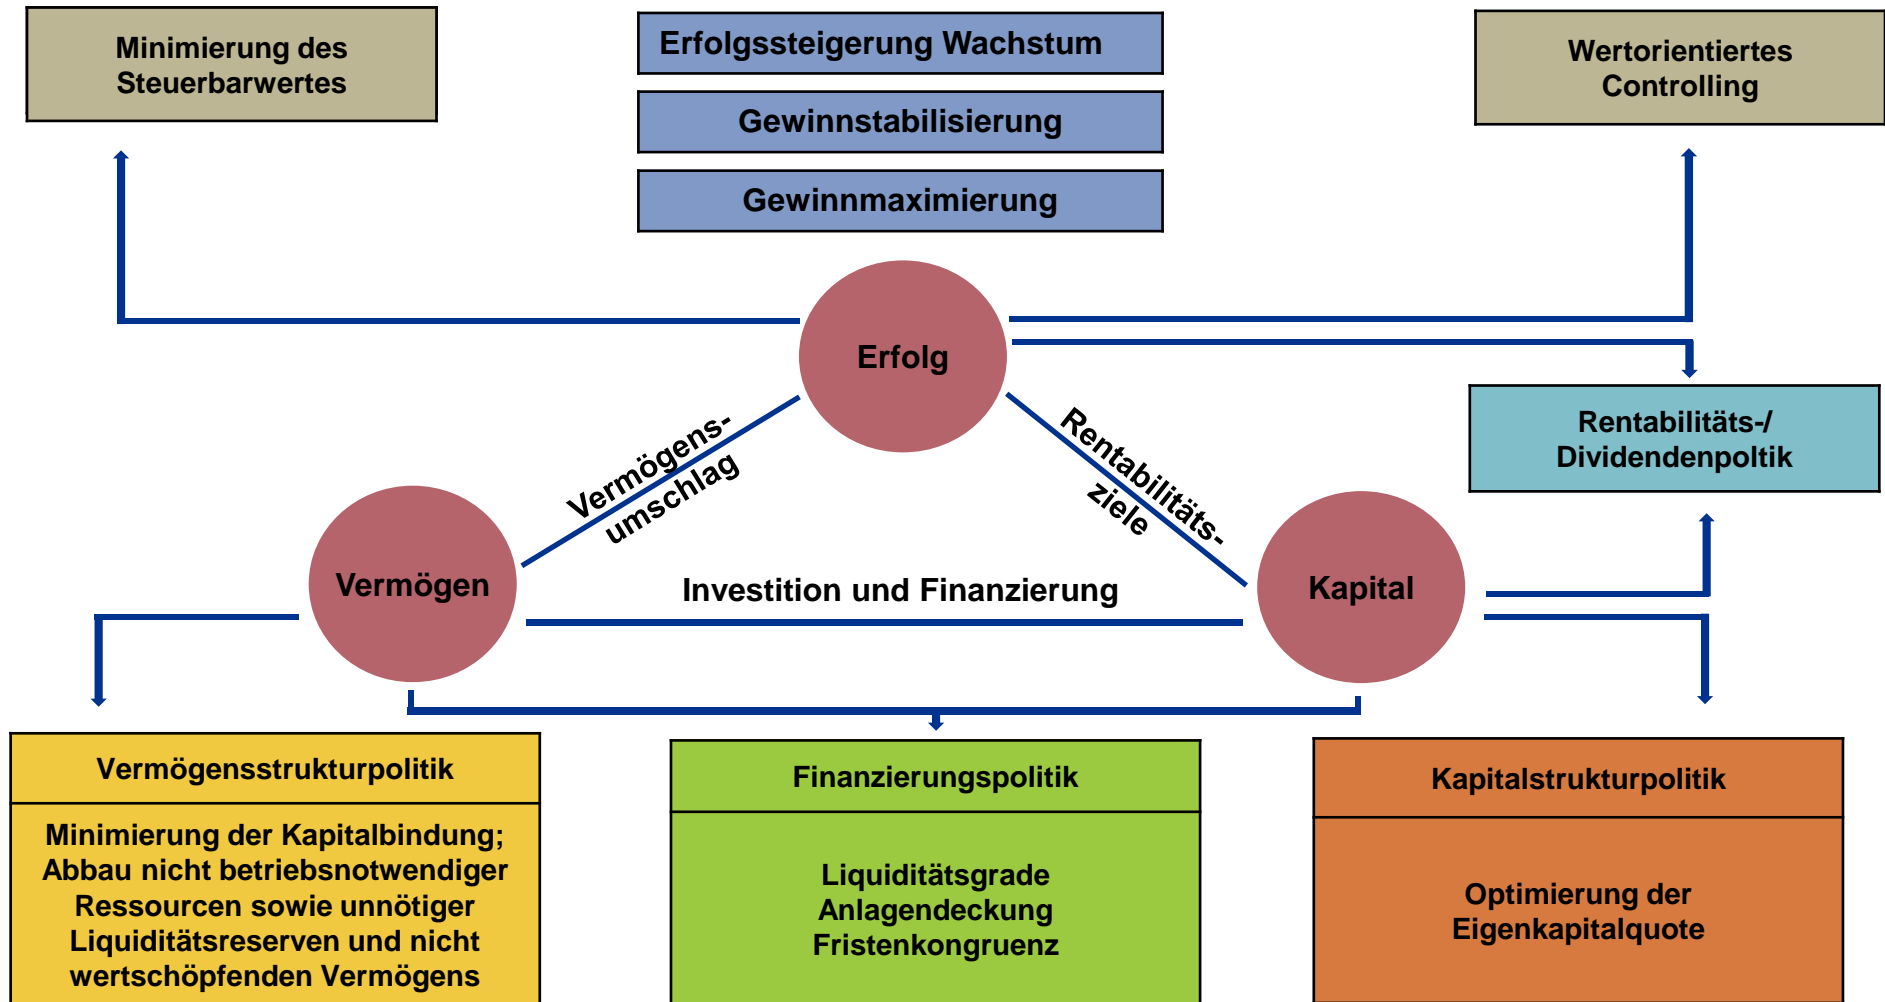 Minimierung des
Steuerbarwertes
Erfolgssteigerung Wachstum
Gewinnstabilisierung
Gewinnmaximierung
Wertorientiertes
Controlling
Erfolg
Rentabilitäts-/
Dividendenpoltik
Vermögens-
umschlag
Rentabilitäts-
ziele
Vermögen
Investition und Finanzierung
Kapital
Vermögensstrukturpolitik
Minimierung der Kapitalbindung;
Abbau nicht betriebsnotwendiger
Ressourcen sowie unnötiger
Liquiditätsreserven und nicht
wertschöpfenden Vermögens
Finanzierungspolitik
Liquiditätsgrade
Anlagendeckung
Fristenkongruenz
Kapitalstrukturpolitik
Optimierung der
Eigenkapitalquote